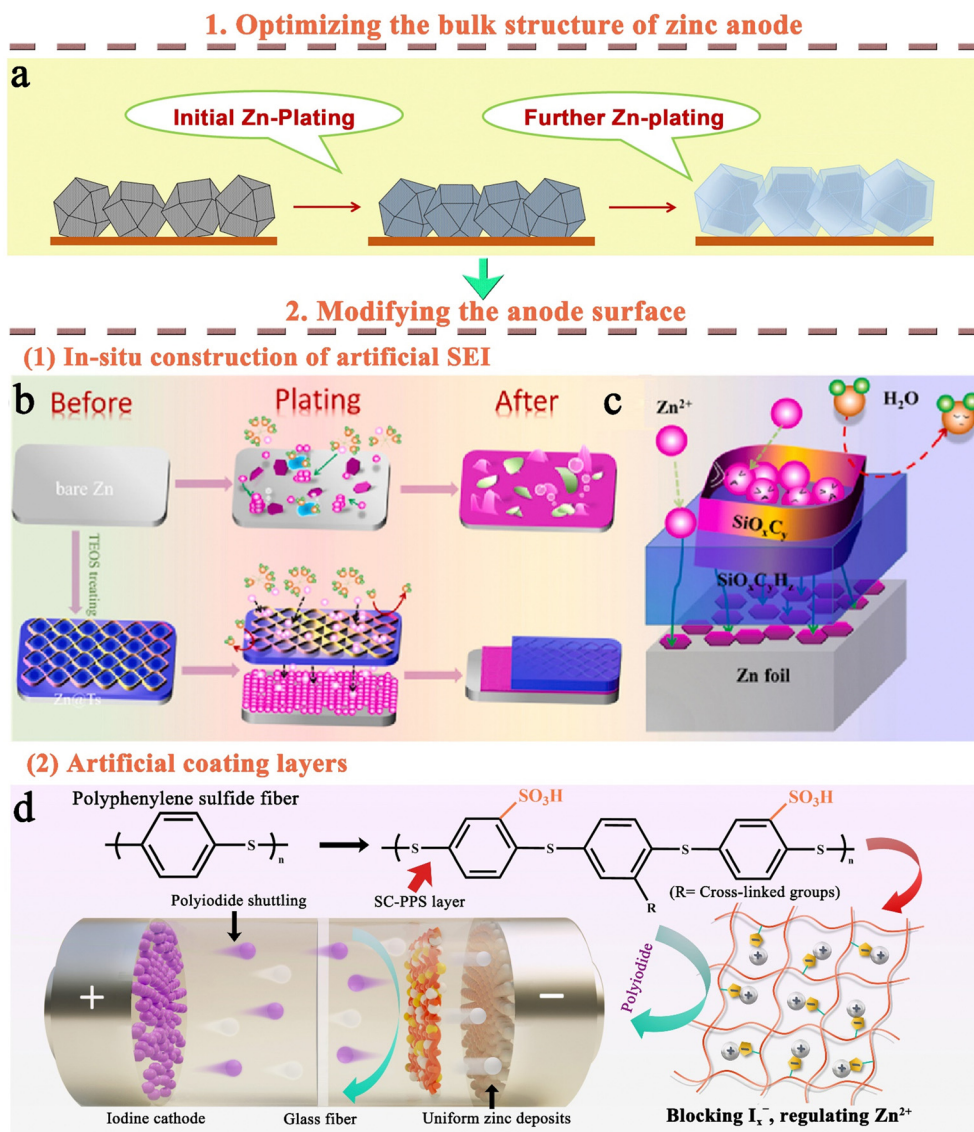 1. Optimizing the bulk structure of zinc anode
a
Initial Zn-Plating
Further Zn-plating
2. Modifying the anode surface
(1) In-situ construction of artificial SEI
b
Before
Plating
After
bare Zn
TEOS treating
Zn@Ts
c
Zn²⁺
H₂O
SiOₓCᵧ
SiOₓCᵧH_z
Zn foil
(2) Artificial coating layers
d
Polyphenylene sulfide fiber
S
n
SO₃H
SO₃H
S
S
S
S
n
R
(R= Cross-linked groups)
SC-PPS layer
Polyiodide shuttling
+
−
Iodine cathode
Glass fiber
Uniform zinc deposits
Polyiodide
Blocking Iₓ⁻, regulating Zn²⁺